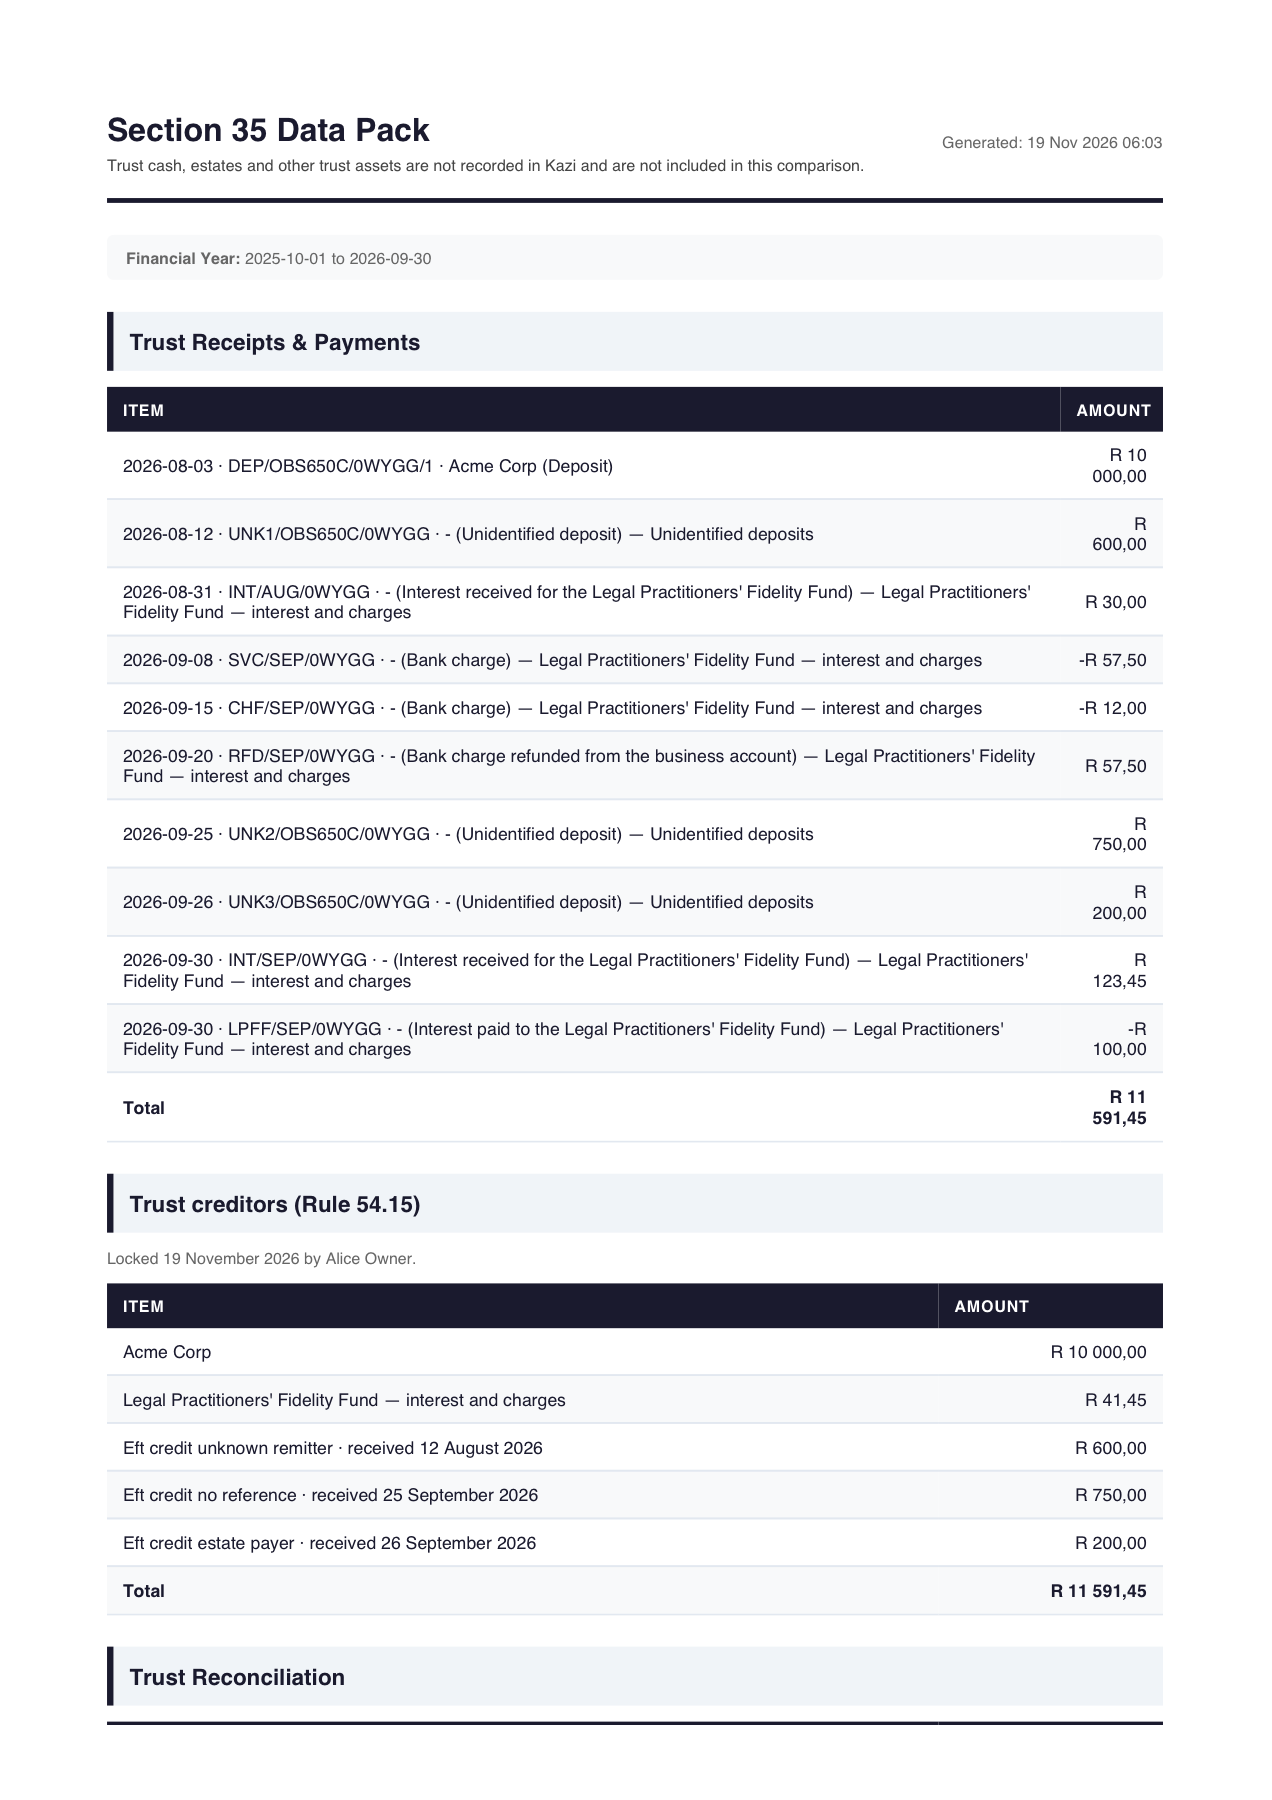 Section 35 Data Pack
Generated: 19 Nov 2026 06:03
Trust cash, estates and other trust assets are not recorded in Kazi and are not included in this comparison.
Financial Year: 2025-10-01 to 2026-09-30
Trust Receipts & Payments
ITEM AMOUNT
2026-08-03 · DEP/OBS650C/0WYGG/1 · Acme Corp (Deposit) R 10
000,00
2026-08-12 · UNK1/OBS650C/0WYGG · - (Unidentified deposit) — Unidentified deposits R
600,00
2026-08-31 · INT/AUG/0WYGG · - (Interest received for the Legal Practitioners' Fidelity Fund) — Legal Practitioners'
Fidelity Fund — interest and charges R 30,00
2026-09-08 · SVC/SEP/0WYGG · - (Bank charge) — Legal Practitioners' Fidelity Fund — interest and charges -R 57,50
2026-09-15 · CHF/SEP/0WYGG · - (Bank charge) — Legal Practitioners' Fidelity Fund — interest and charges -R 12,00
2026-09-20 · RFD/SEP/0WYGG · - (Bank charge refunded from the business account) — Legal Practitioners' Fidelity
Fund — interest and charges R 57,50
2026-09-25 · UNK2/OBS650C/0WYGG · - (Unidentified deposit) — Unidentified deposits R
750,00
2026-09-26 · UNK3/OBS650C/0WYGG · - (Unidentified deposit) — Unidentified deposits R
200,00
2026-09-30 · INT/SEP/0WYGG · - (Interest received for the Legal Practitioners' Fidelity Fund) — Legal Practitioners' R
Fidelity Fund — interest and charges 123,45
2026-09-30 · LPFF/SEP/0WYGG · - (Interest paid to the Legal Practitioners' Fidelity Fund) — Legal Practitioners' -R
Fidelity Fund — interest and charges 100,00
Total R 11
591,45
Trust creditors (Rule 54.15)
Locked 19 November 2026 by Alice Owner.
ITEM AMOUNT
Acme Corp R 10 000,00
Legal Practitioners' Fidelity Fund — interest and charges R 41,45
Eft credit unknown remitter · received 12 August 2026 R 600,00
Eft credit no reference · received 25 September 2026 R 750,00
Eft credit estate payer · received 26 September 2026 R 200,00
Total R 11 591,45
Trust Reconciliation